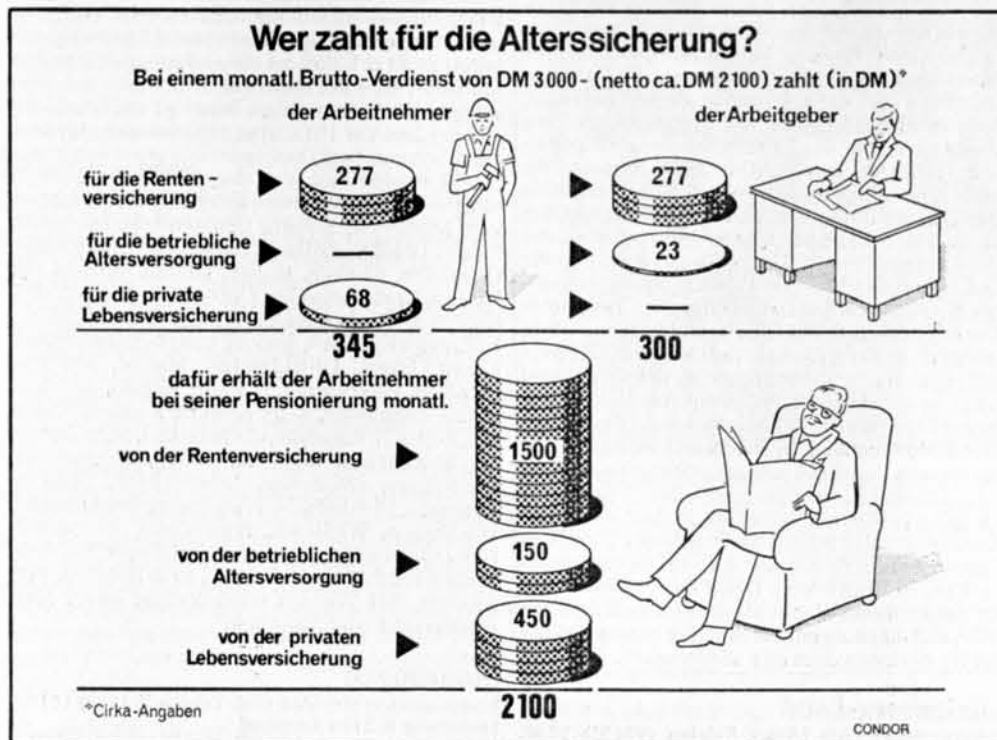 Wer zahlt für die Alterssicherung?
Bei einem monatl. Brutto-Verdienst von DM 3000 - (netto ca. DM 2100) zahlt (in DM)*
der Arbeitnehmer
der Arbeitgeber
für die Renten-
versicherung
277
277
für die betriebliche
Altersversorgung
—
23
für die private
Lebensversicherung
68
—
345
300
dafür erhält der Arbeitnehmer
bei seiner Pensionierung monatl.
von der Rentenversicherung
1500
von der betrieblichen
Altersversorgung
150
von der privaten
Lebensversicherung
450
*Cirka-Angaben
2100
CONDOR